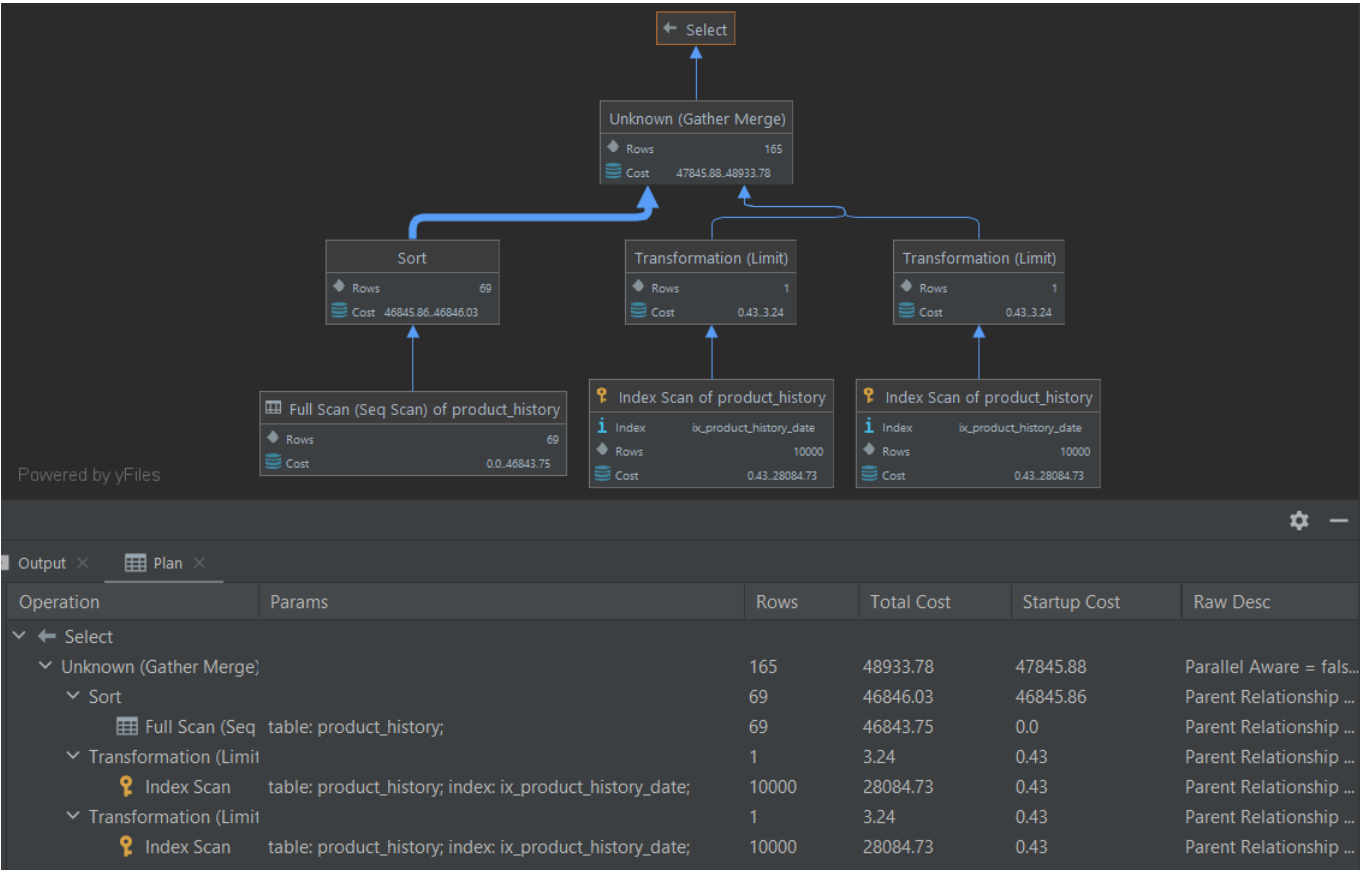 Select
Unknown (Gather Merge)
Rows 165
Cost 47845.88..48933.78
Sort
Rows 69
Cost 46845.86..46846.03
Transformation (Limit)
Rows 1
Cost 0.43..3.24
Transformation (Limit)
Rows 1
Cost 0.43..3.24
Full Scan (Seq Scan) of product_history
Rows 69
Cost 0.0..46843.75
Index Scan of product_history
Index ix_product_history_date
Rows 10000
Cost 0.43..28084.73
Index Scan of product_history
Index ix_product_history_date
Rows 10000
Cost 0.43..28084.73
Powered by yFiles
Output Plan
Operation Params Rows Total Cost Startup Cost Raw Desc
Select
Unknown (Gather Merge) 165 48933.78 47845.88 Parallel Aware = fals...
Sort 69 46846.03 46845.86 Parent Relationship ...
Full Scan (Seq table: product_history; 69 46843.75 0.0 Parent Relationship ...
Transformation (Limit 1 3.24 0.43 Parent Relationship ...
Index Scan table: product_history; index: ix_product_history_date; 10000 28084.73 0.43 Parent Relationship ...
Transformation (Limit 1 3.24 0.43 Parent Relationship ...
Index Scan table: product_history; index: ix_product_history_date; 10000 28084.73 0.43 Parent Relationship ...